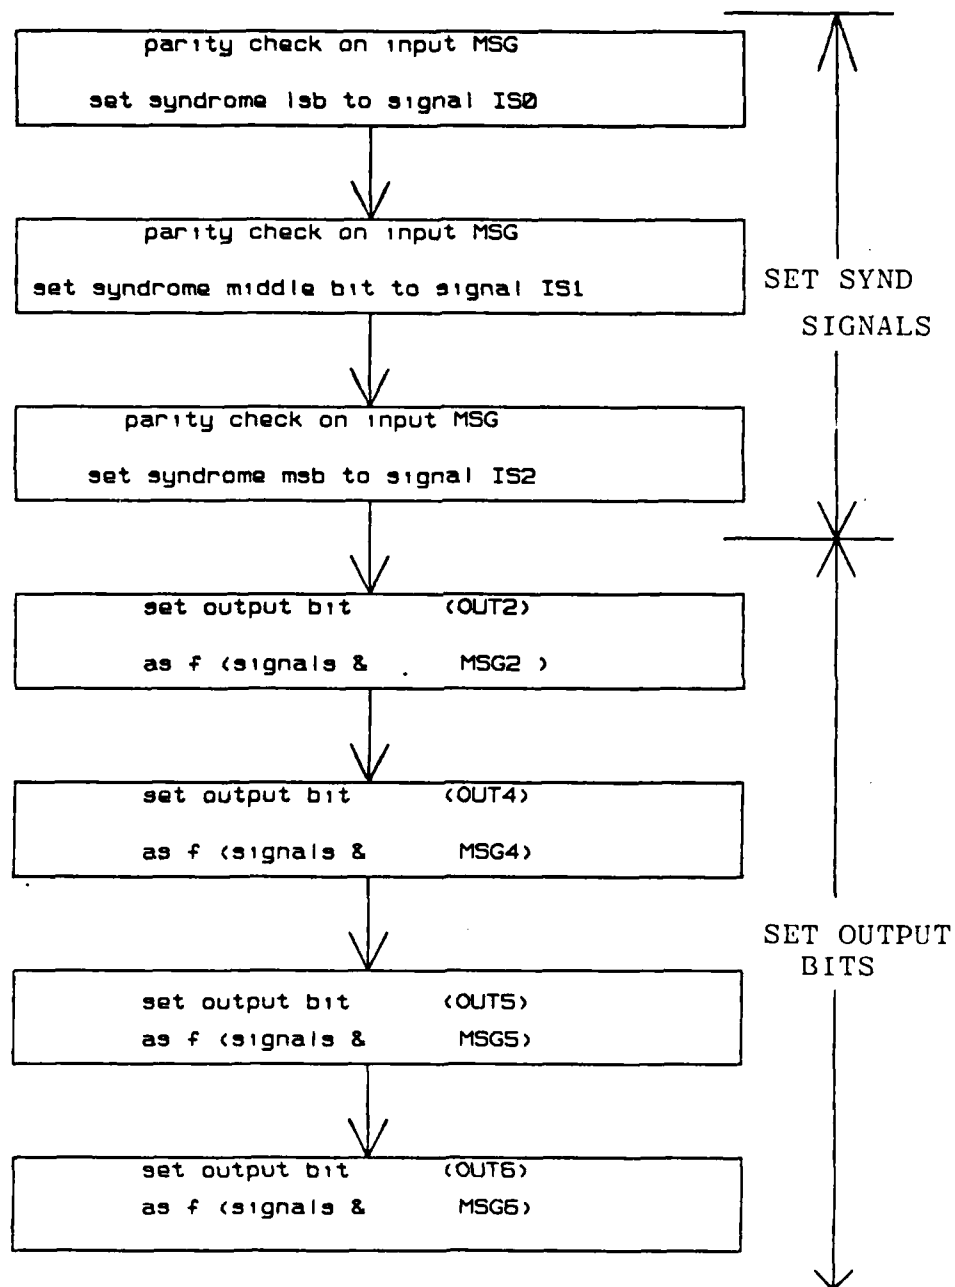 parity check on input MSG
set syndrome lsb to signal IS0
parity check on input MSG
set syndrome middle bit to signal IS1
parity check on input MSG
set syndrome msb to signal IS2
SET SYND
SIGNALS
set output bit (OUT2)
as f (signals & MSG2 )
set output bit (OUT4)
as f (signals & MSG4)
set output bit (OUT5)
as f (signals & MSG5)
set output bit (OUT6)
as f (signals & MSG6)
SET OUTPUT
BITS